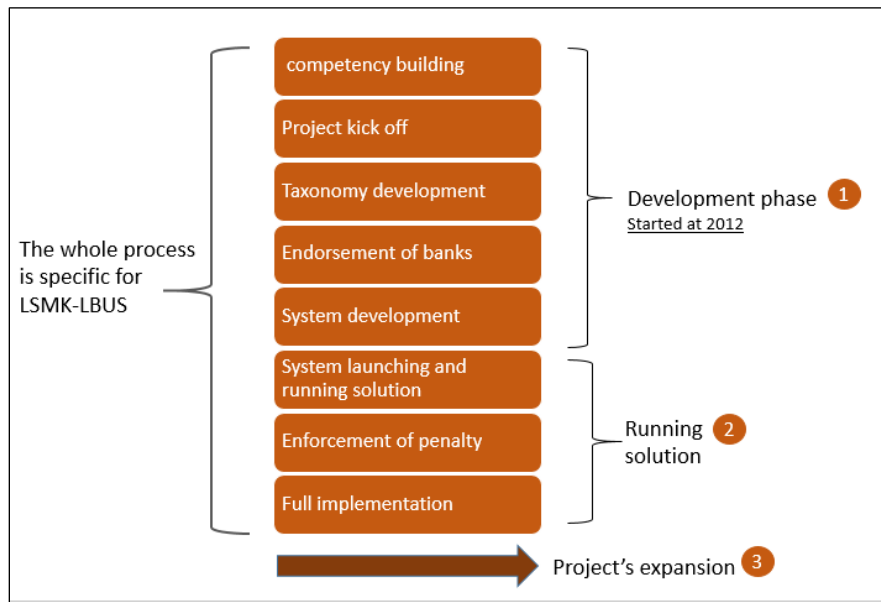 competency building
Project kick off
Taxonomy development
Endorsement of banks
System development
System launching and
running solution
Enforcement of penalty
Full implementation
The whole process
is specific for
LSMK-LBUS
Development phase 1
Started at 2012
Running 2
solution
Project's expansion 3